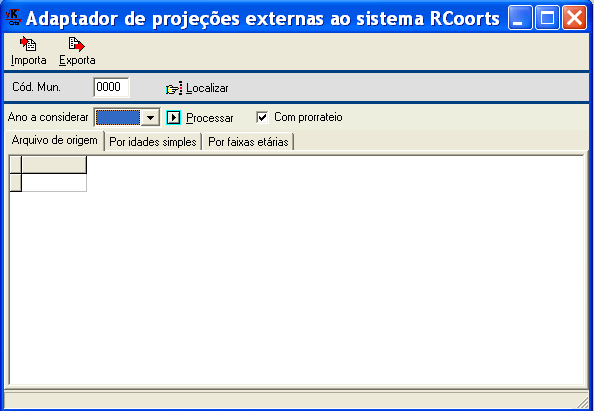 Adaptador de projeções externas ao sistema RCoorts
Importa Exporta
Cód. Mun. 0000 Localizar
Ano a considerar Processar Com prorrateio
Arquivo de origem Por idades simples Por faixas etárias